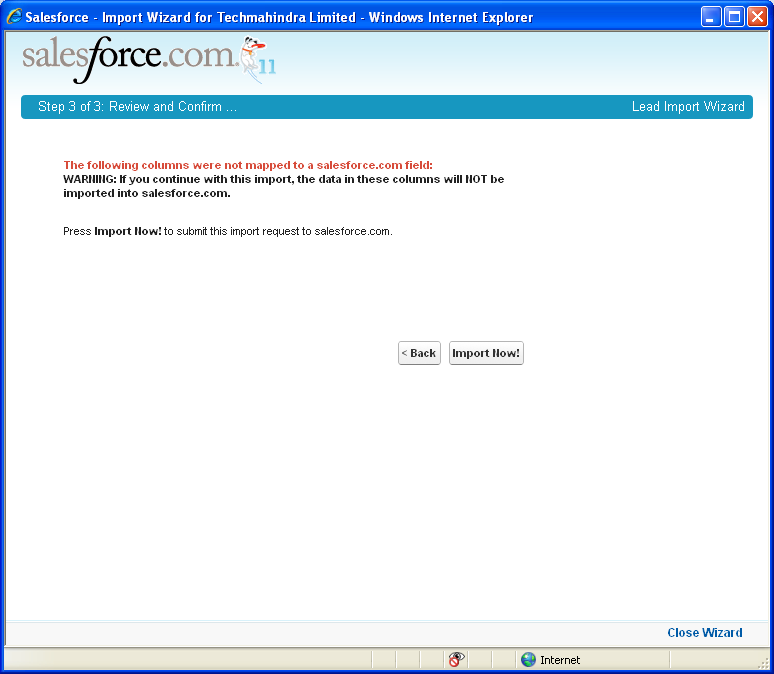 Salesforce - Import Wizard for Techmahindra Limited - Windows Internet Explorer
salesforce.com.
11
Step 3 of 3: Review and Confirm ... Lead Import Wizard
The following columns were not mapped to a salesforce.com field:
WARNING: If you continue with this import, the data in these columns will NOT be
imported into salesforce.com.
Press Import Now! to submit this import request to salesforce.com.
< Back Import Now!
Close Wizard
Internet